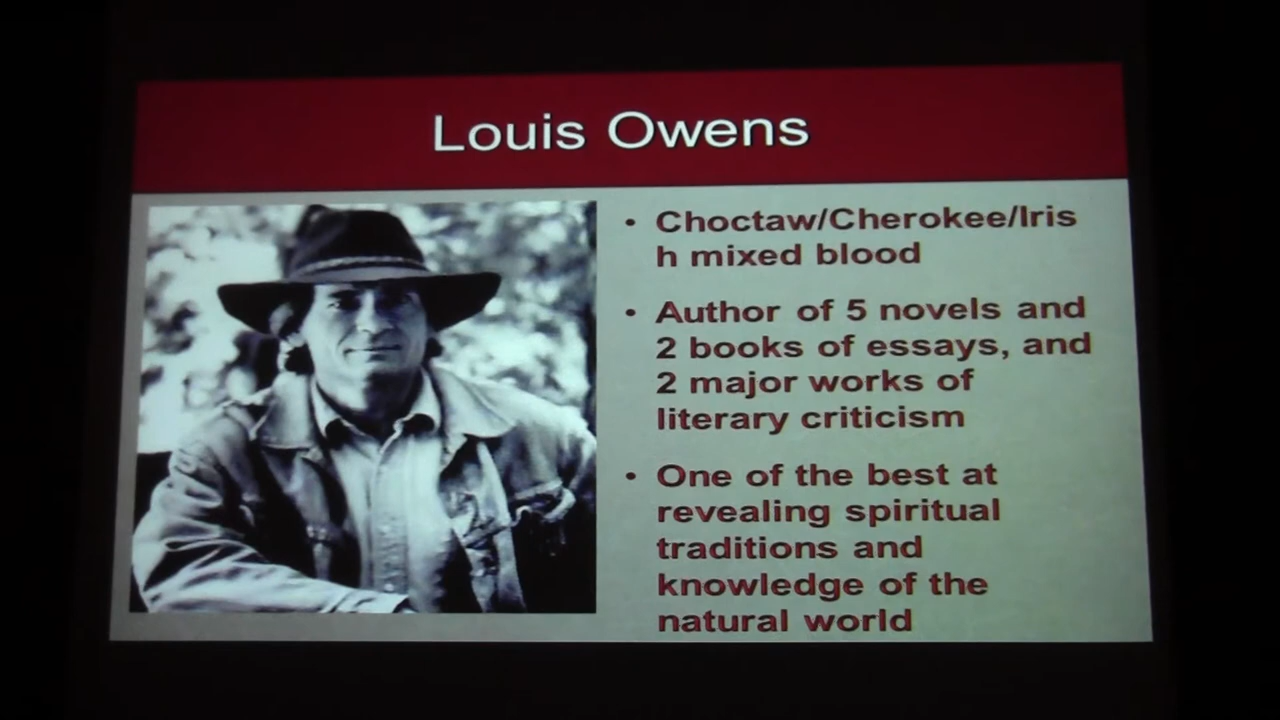 Louis Owens
• Choctaw/Cherokee/Iris
h mixed blood
• Author of 5 novels and
2 books of essays, and
2 major works of
literary criticism
• One of the best at
revealing spiritual
traditions and
knowledge of the
natural world